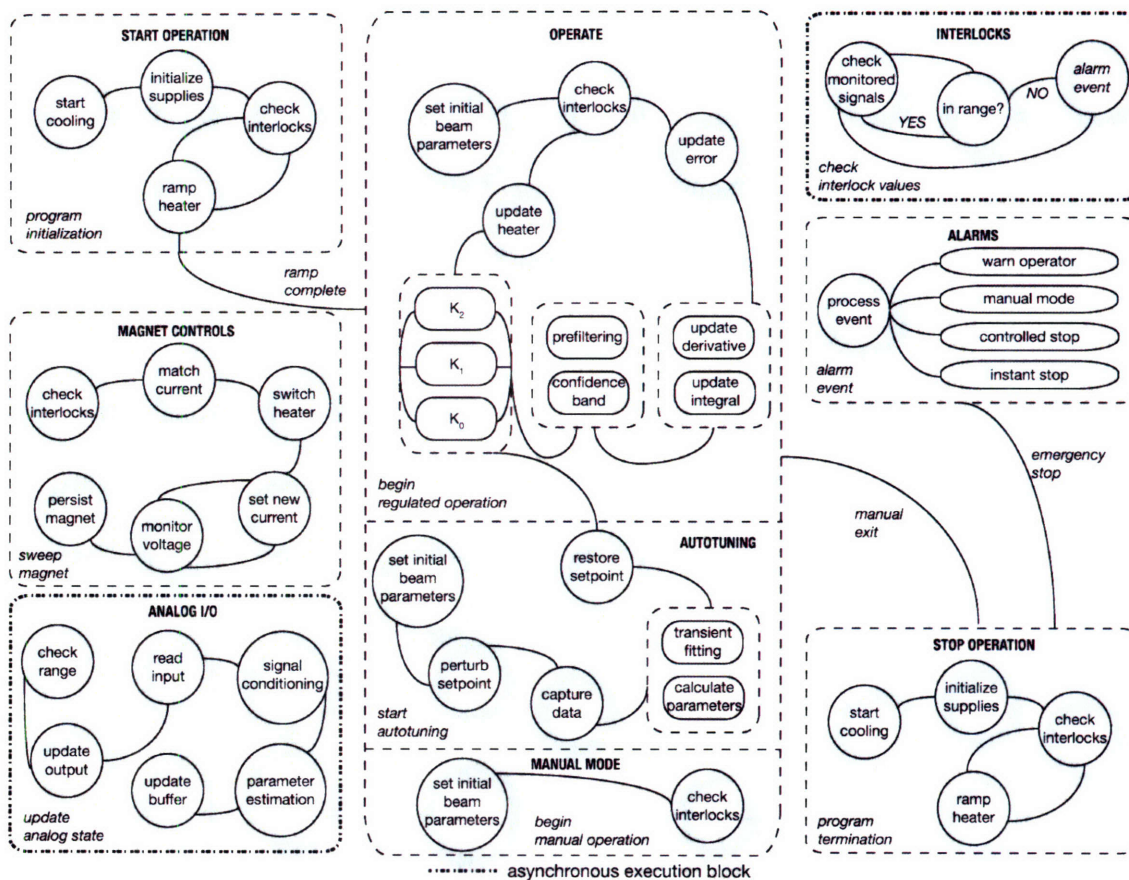 START OPERATION
start
cooling
initialize
supplies
check
interlocks
ramp
heater
program
initialization
ramp
complete
MAGNET CONTROLS
check
interlocks
match
current
switch
heater
persist
magnet
monitor
voltage
set new
current
sweep
magnet
ANALOG I/O
check
range
read
input
signal
conditioning
update
output
update
buffer
parameter
estimation
update
analog state
OPERATE
set initial
beam
parameters
check
interlocks
update
error
update
heater
K2
K1
K0
prefiltering
confidence
band
update
derivative
update
integral
begin
regulated operation
AUTOTUNING
set initial
beam
parameters
restore
setpoint
perturb
setpoint
capture
data
transient
fitting
calculate
parameters
start
autotuning
MANUAL MODE
set initial
beam
parameters
begin
manual operation
check
interlocks
INTERLOCKS
check
monitored
signals
in range?
YES
NO
alarm
event
check
interlock values
ALARMS
process
event
warn operator
manual mode
controlled stop
instant stop
alarm
event
emergency
stop
manual
exit
STOP OPERATION
start
cooling
initialize
supplies
check
interlocks
ramp
heater
program
termination
asynchronous execution block